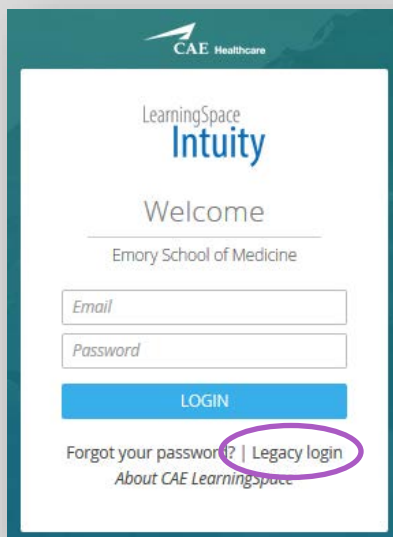 CAE Healthcare
LearningSpace
Intuity
Welcome
Emory School of Medicine
Email
Password
LOGIN
Forgot your password? | Legacy login
About CAE LearningSpace